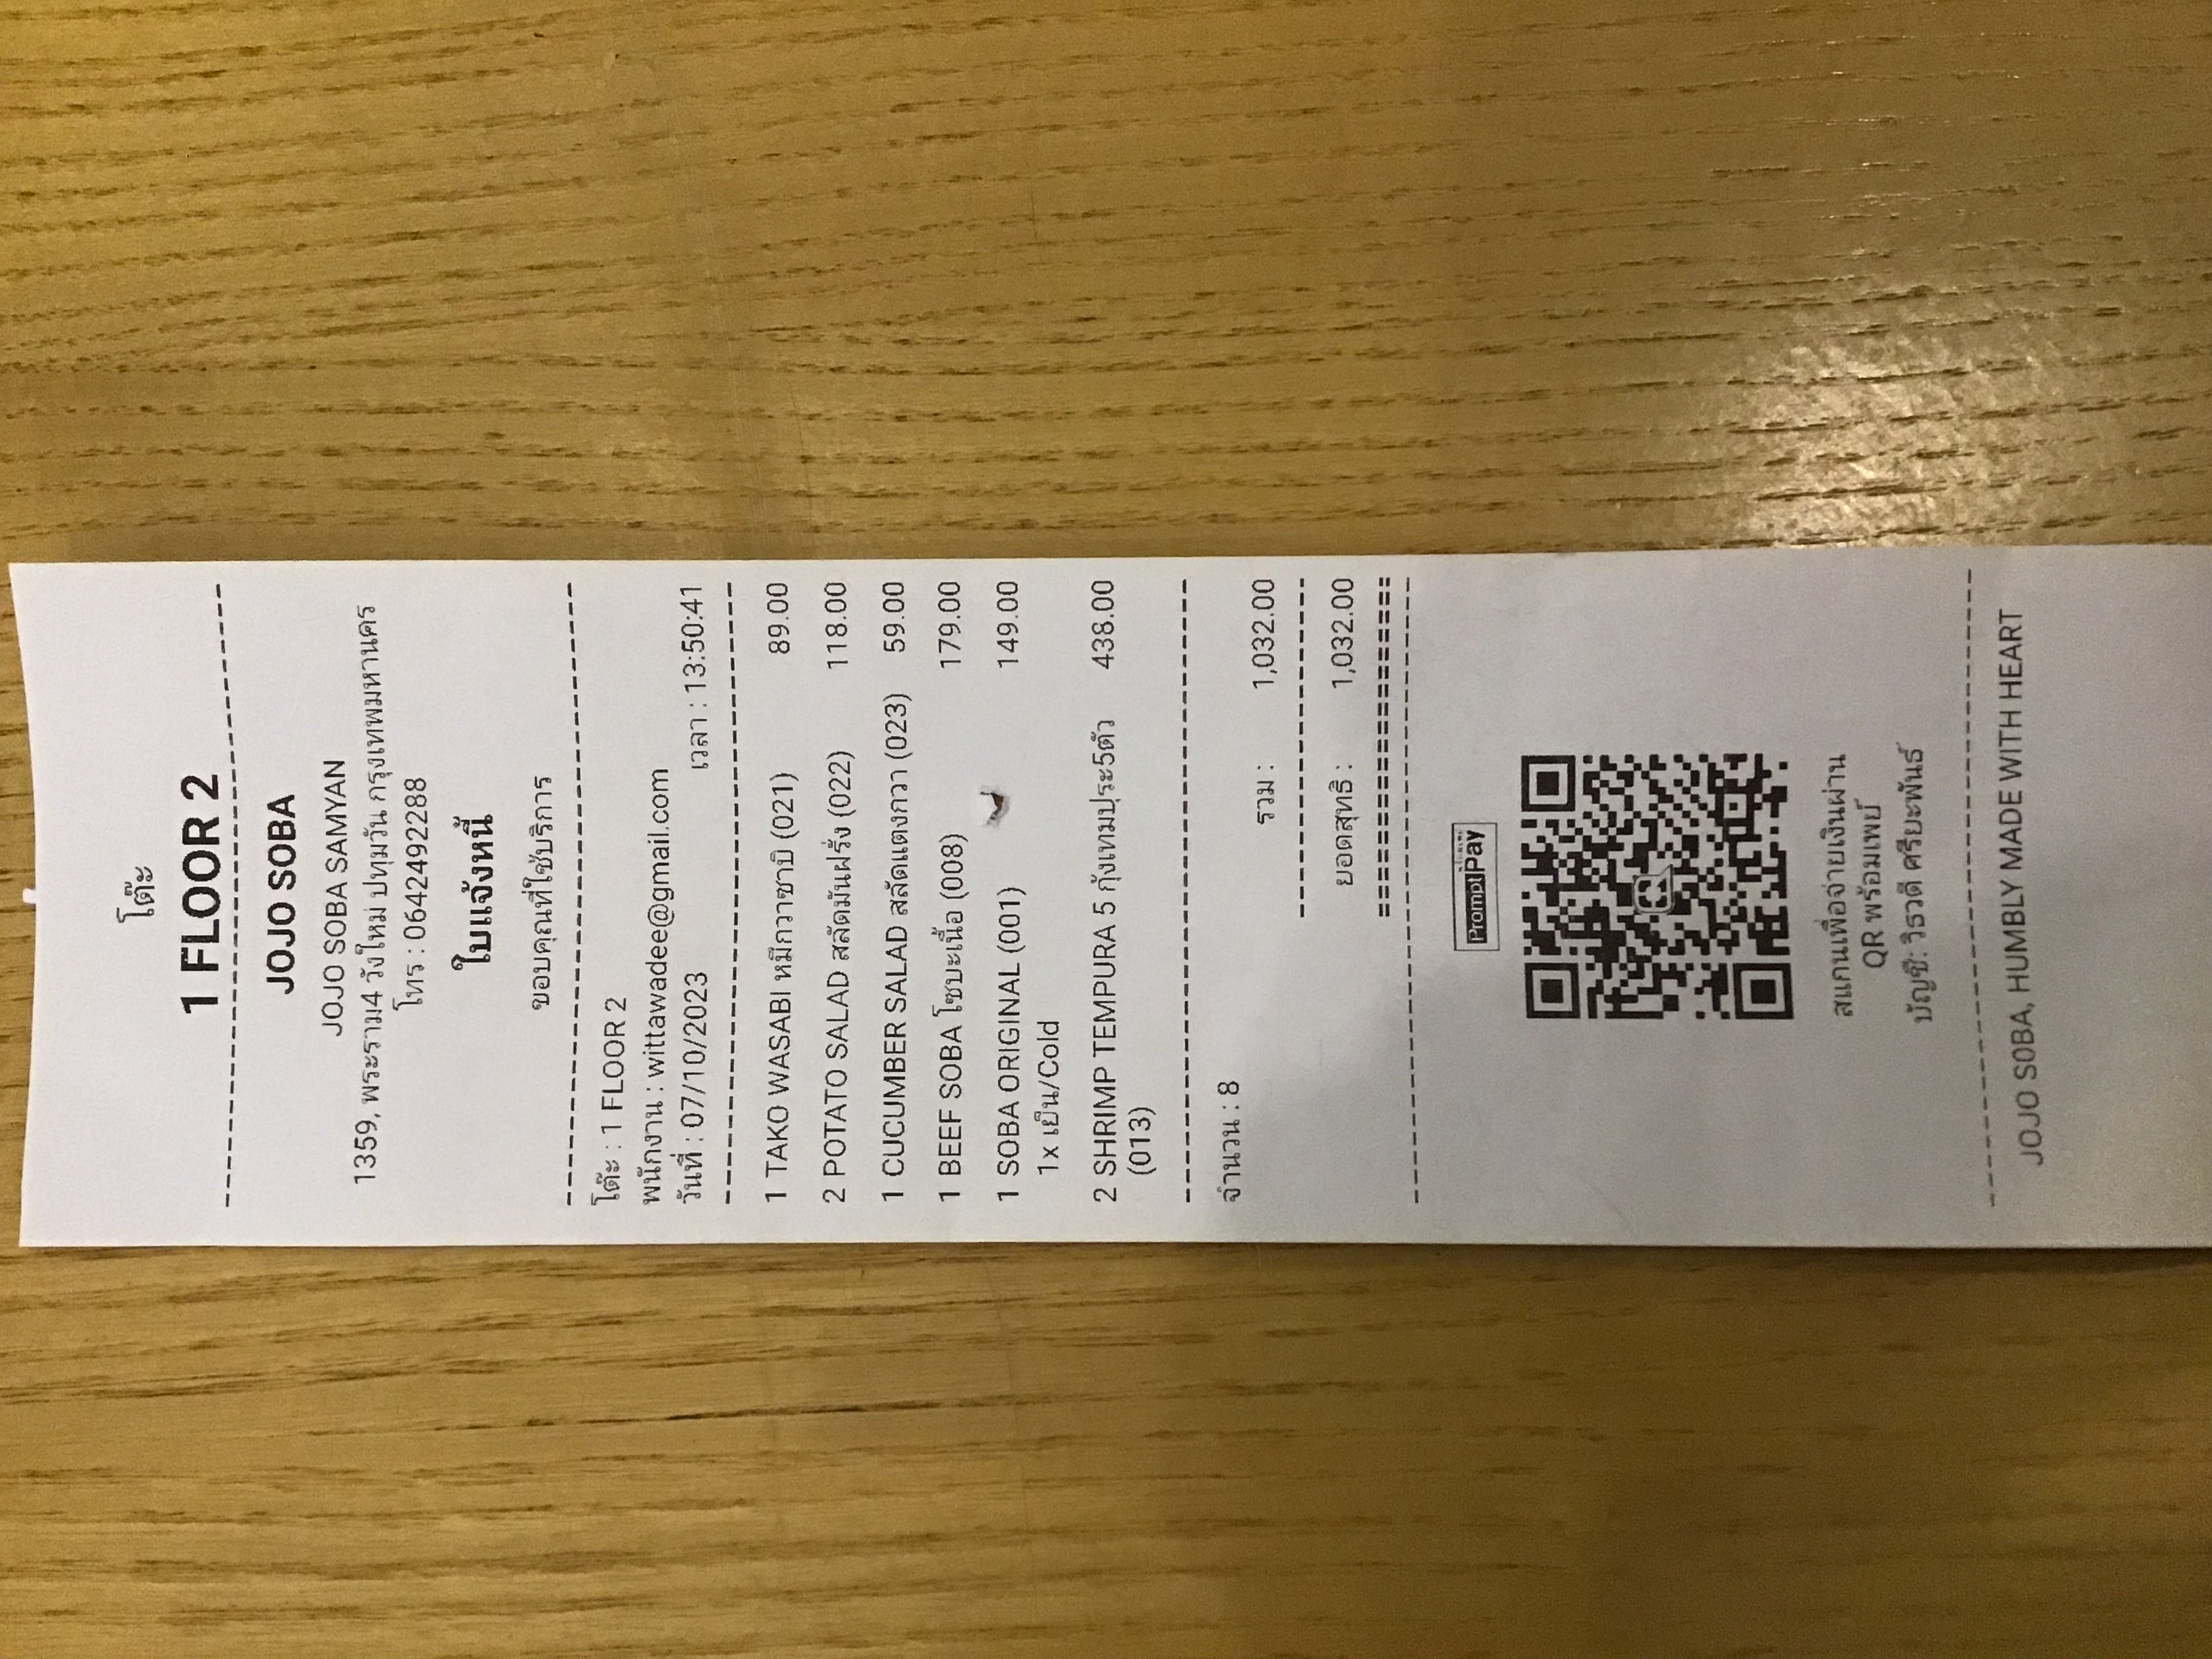 โต๊ะ
1 FLOOR 2
JOJO SOBA
JOJO SOBA SAMYAN
1359, พระราม4 วังใหม่ ปทุมวัน กรุงเทพมหานคร
โทร : 0642492288
ใบแจ้งหนี้
ขอบคุณที่ใช้บริการ
โต๊ะ : 1 FLOOR 2
พนักงาน : wittawadee@gmail.com
วันที่ : 07/10/2023 เวลา : 13:50:41
1 TAKO WASABI หมึกวาซาบิ (021) 89.00
2 POTATO SALAD สลัดมันฝรั่ง (022) 118.00
1 CUCUMBER SALAD สลัดแตงกวา (023) 59.00
1 BEEF SOBA โซบะเนื้อ (008) 179.00
1 SOBA ORIGINAL (001) 149.00
1x เย็น/Cold
2 SHRIMP TEMPURA 5 กุ้งเทมปุระ5ตัว 438.00
(013)
จำนวน : 8
รวม : 1,032.00
ยอดสุทธิ : 1,032.00
PromptPay
สแกนเพื่อจ่ายเงินผ่าน
QR พร้อมเพย์
บัญชี: วิธวดี ศรียะพันธ์
JOJO SOBA, HUMBLY MADE WITH HEART